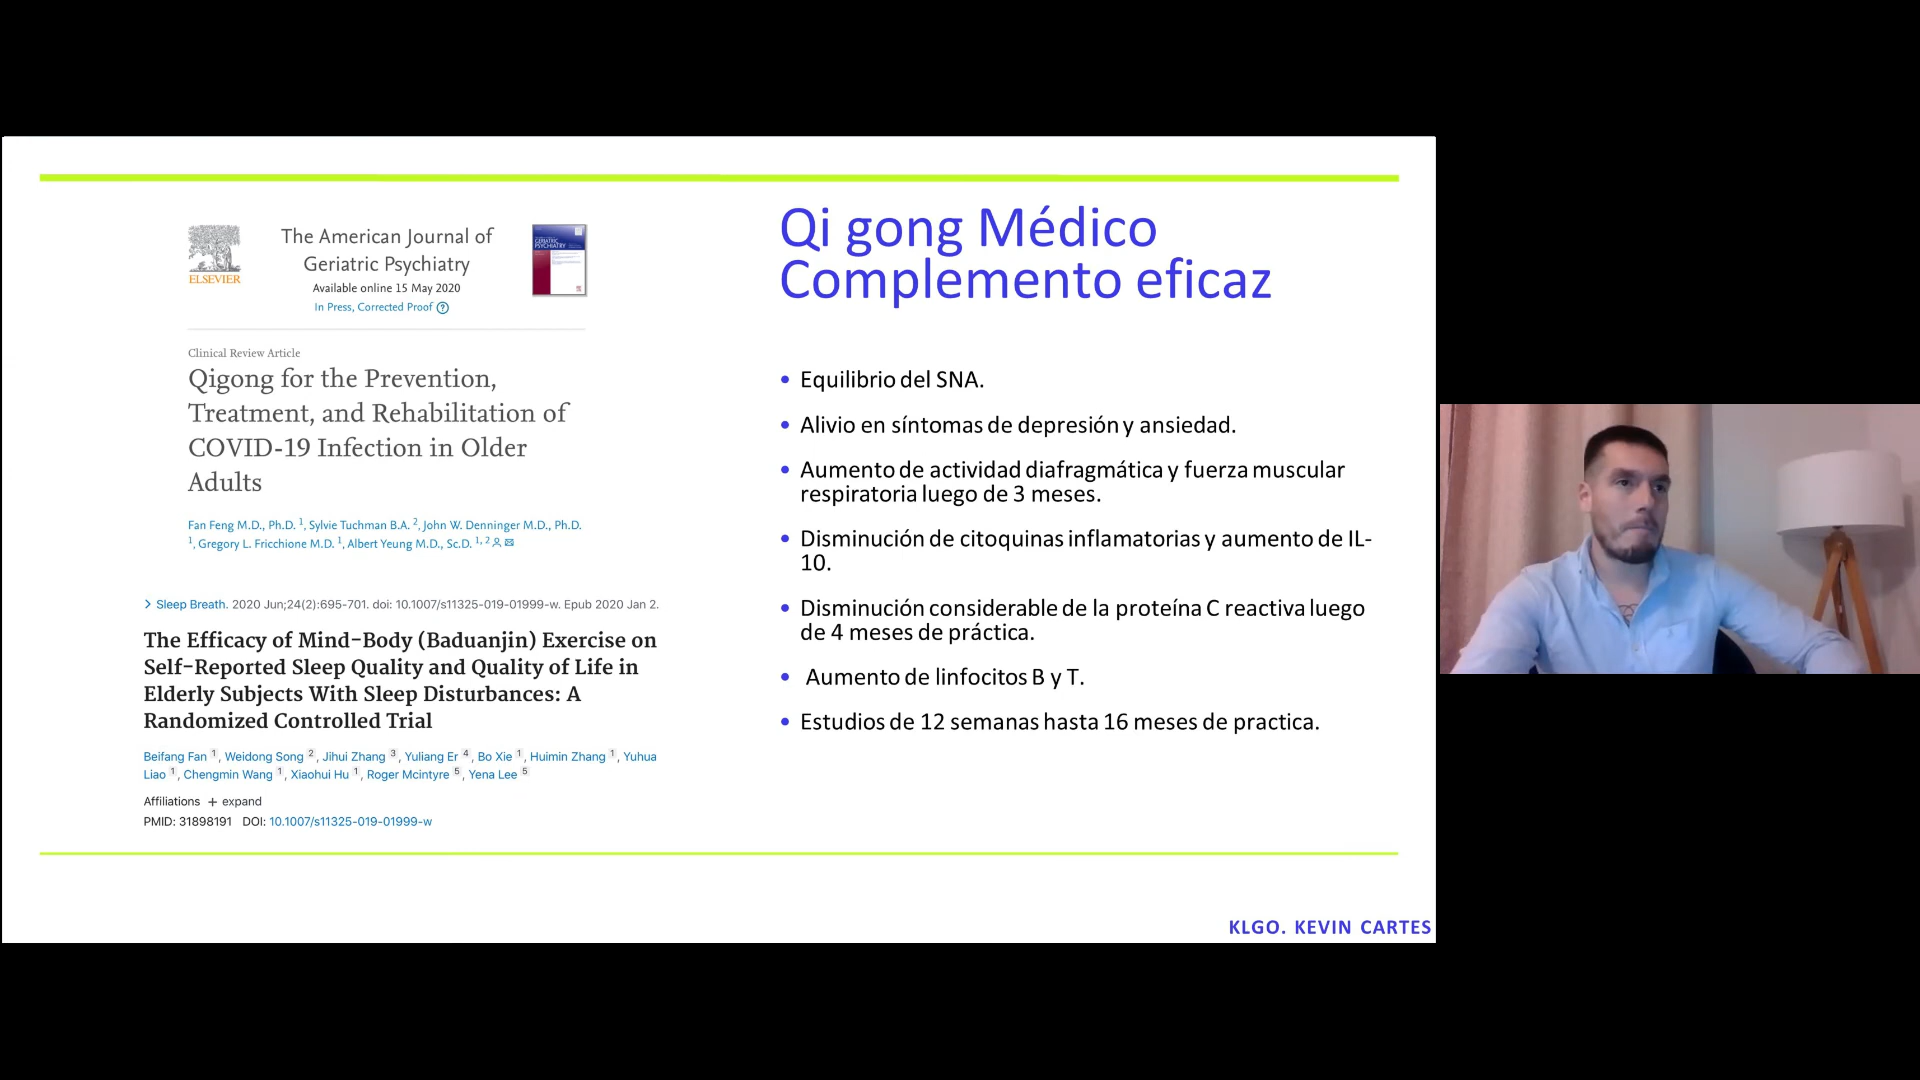 ELSEVIER
The American Journal of
Geriatric Psychiatry
Available online 15 May 2020
In Press, Corrected Proof ?
GERIATRIC
PSYCHIATRY
Clinical Review Article
Qigong for the Prevention,
Treatment, and Rehabilitation of
COVID-19 Infection in Older
Adults
Fan Feng M.D., Ph.D. 1, Sylvie Tuchman B.A. 2, John W. Denninger M.D., Ph.D.
1, Gregory L. Fricchione M.D. 1, Albert Yeung M.D., Sc.D. 1, 2
> Sleep Breath. 2020 Jun;24(2):695-701. doi: 10.1007/s11325-019-01999-w. Epub 2020 Jan 2.
The Efficacy of Mind-Body (Baduanjin) Exercise on
Self-Reported Sleep Quality and Quality of Life in
Elderly Subjects With Sleep Disturbances: A
Randomized Controlled Trial
Beifang Fan 1, Weidong Song 2, Jihui Zhang 3, Yuliang Er 4, Bo Xie 1, Huimin Zhang 1, Yuhua
Liao 1, Chengmin Wang 1, Xiaohui Hu 1, Roger Mcintyre 5, Yena Lee 5
Affiliations + expand
PMID: 31898191 DOI: 10.1007/s11325-019-01999-w
Qi gong Médico
Complemento eficaz
• Equilibrio del SNA.
• Alivio en síntomas de depresión y ansiedad.
• Aumento de actividad diafragmática y fuerza muscular
respiratoria luego de 3 meses.
• Disminución de citoquinas inflamatorias y aumento de IL-
10.
• Disminución considerable de la proteína C reactiva luego
de 4 meses de práctica.
• Aumento de linfocitos B y T.
• Estudios de 12 semanas hasta 16 meses de practica.
KLGO. KEVIN CARTES